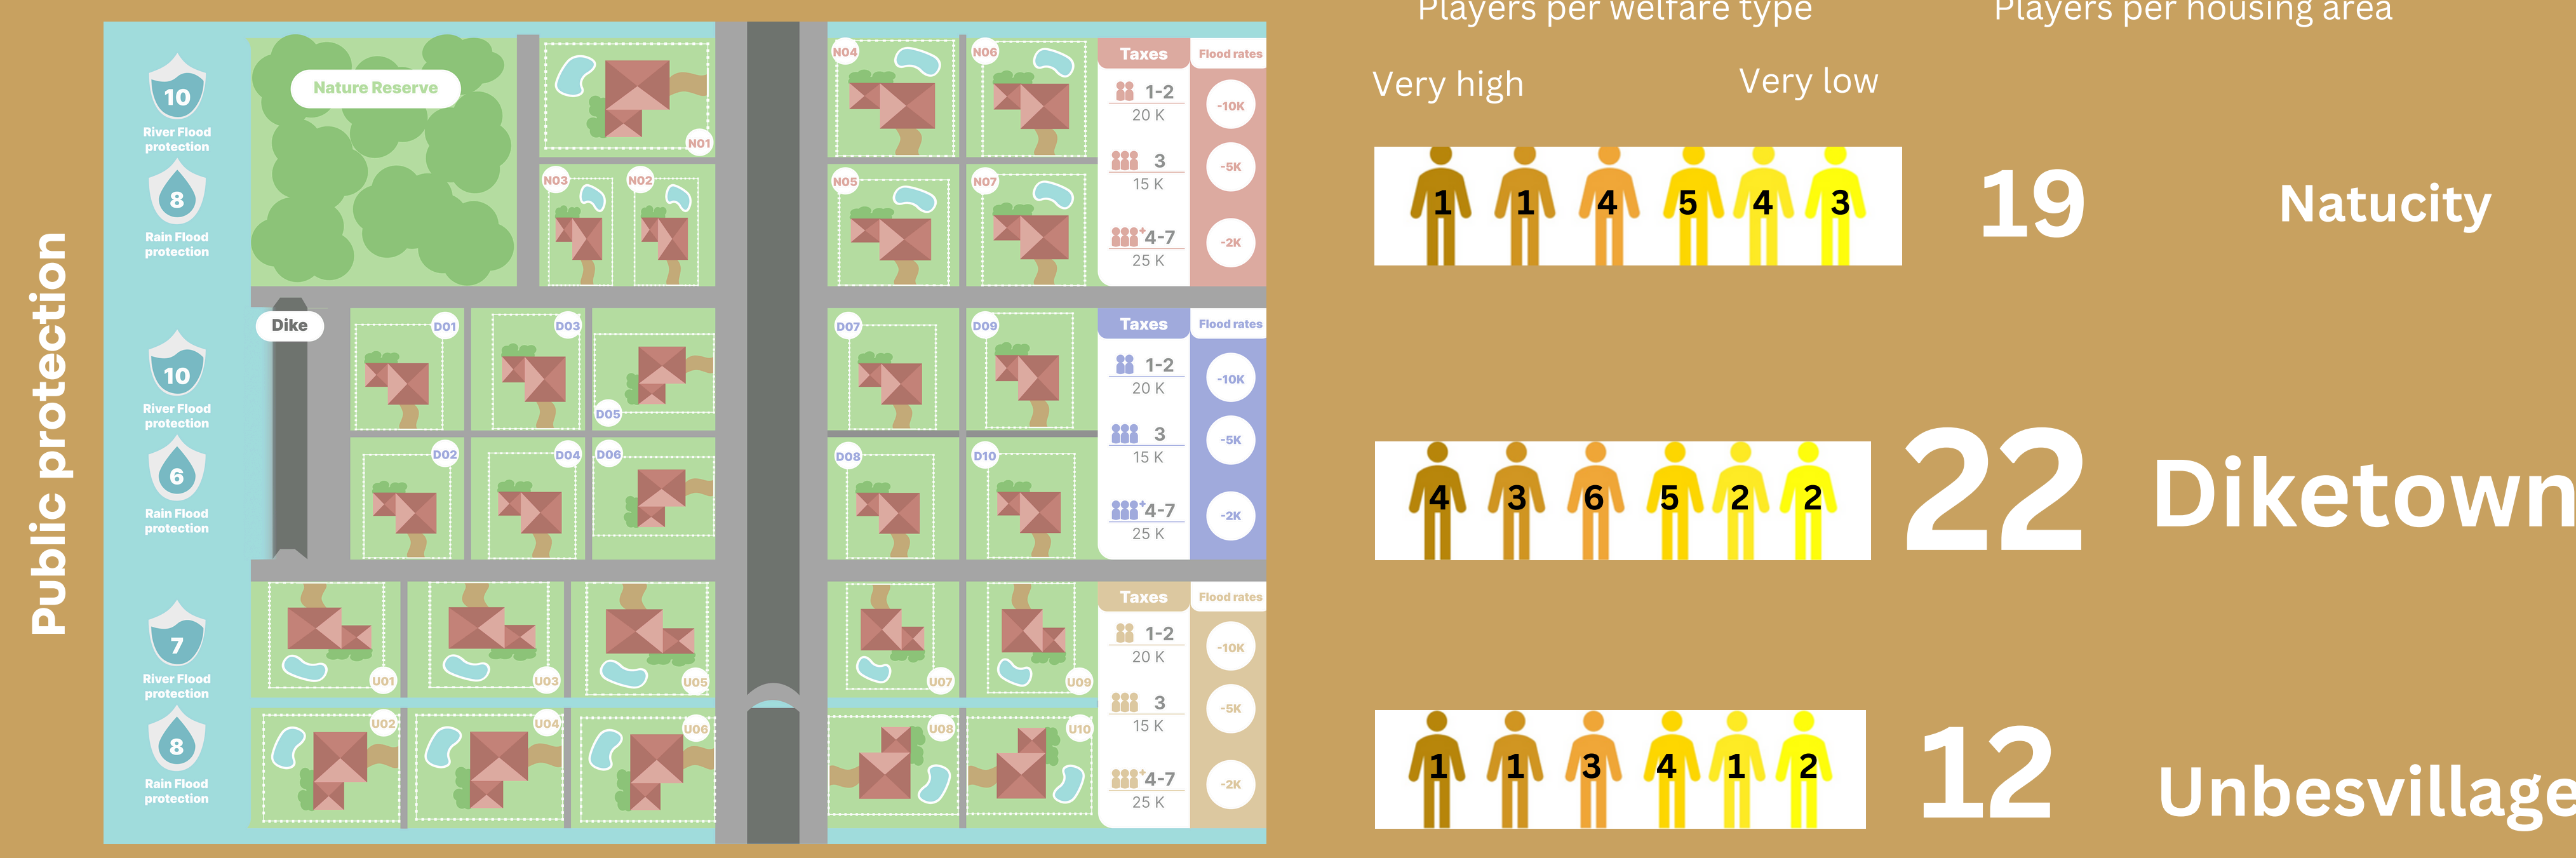 Public protection
10
River Flood
protection
8
Rain Flood
protection
10
River Flood
protection
6
Rain Flood
protection
7
River Flood
protection
8
Rain Flood
protection
Nature Reserve
N01
N03
N02
N04
N06
N05
N07
Taxes
Flood rates
1-2
20 K
-10K
3
15 K
-5K
+4-7
25 K
-2K
Dike
D01
D03
D05
D02
D04
D06
D07
D09
D08
D10
Taxes
Flood rates
1-2
20 K
-10K
3
15 K
-5K
+4-7
25 K
-2K
U01
U03
U05
U02
U04
U06
U07
U09
U08
U10
Taxes
Flood rates
1-2
20 K
-10K
3
15 K
-5K
+4-7
25 K
-2K
Players per welfare type
Players per housing area
Very high
Very low
1 1 4 5 4 3
19
Natucity
4 3 6 5 2 2
22
Diketown
1 1 3 4 1 2
12
Unbesvillage